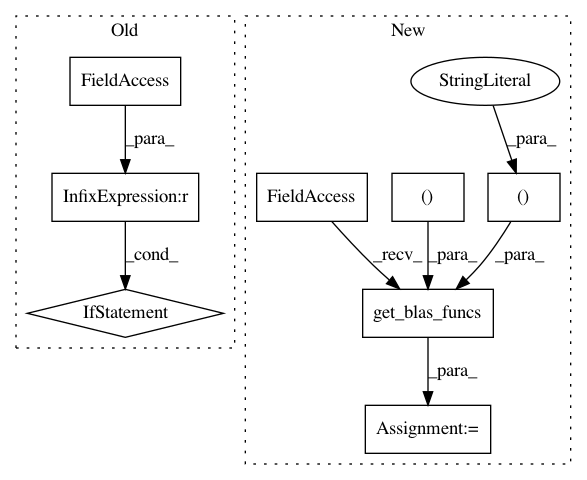 Old
New
FieldAccess
StringLiteral
_para_
_para_
InfixExpression:r
FieldAccess
()
()
_cond_
_recv_
_para_
_para_
IfStatement
get_blas_funcs
_para_
Assignment:=